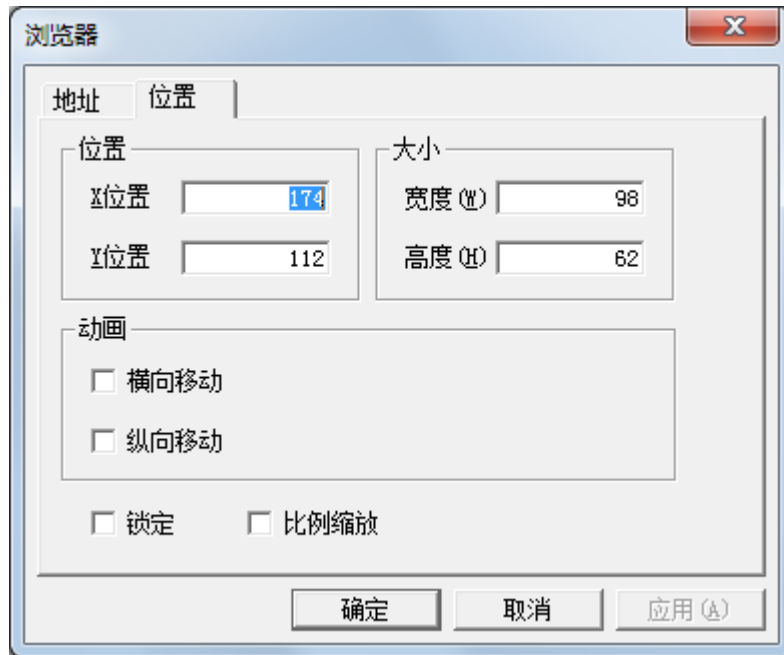 浏览器
地址 位置
位置 大小
X位置 174 宽度(W) 98
Y位置 112 高度(H) 62
动画
横向移动
纵向移动
锁定 比例缩放
确定 取消 应用(A)